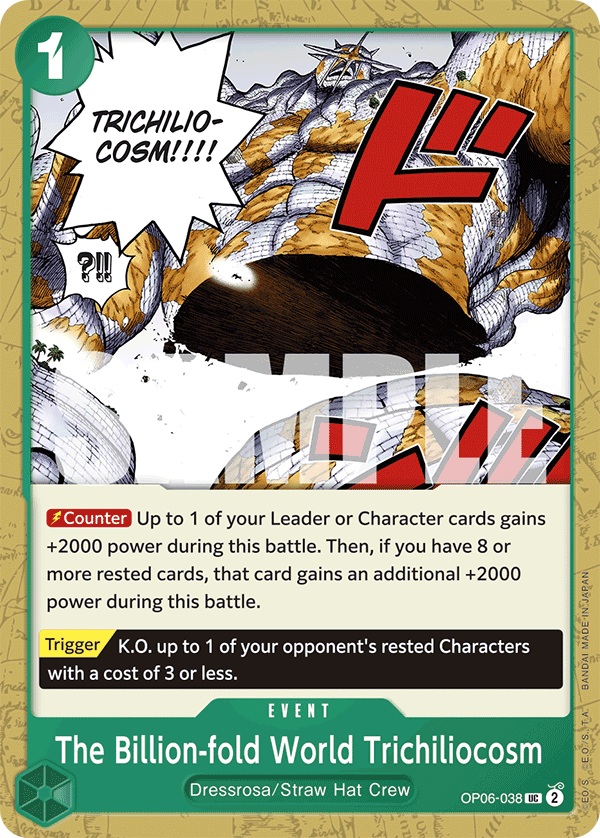 1
TRICHILIO-
COSM!!!!
ド
?!!
SAMPLE
Counter Up to 1 of your Leader or Character cards gains
+2000 power during this battle. Then, if you have 8 or
more rested cards, that card gains an additional +2000
power during this battle.
Trigger K.O. up to 1 of your opponent's rested Characters
with a cost of 3 or less.
EVENT
The Billion-fold World Trichiliocosm
Dressrosa/Straw Hat Crew
OP06-038 UC 2
©E.O./S. ©E.O./S.,T.A. BANDAI MADE IN JAPAN